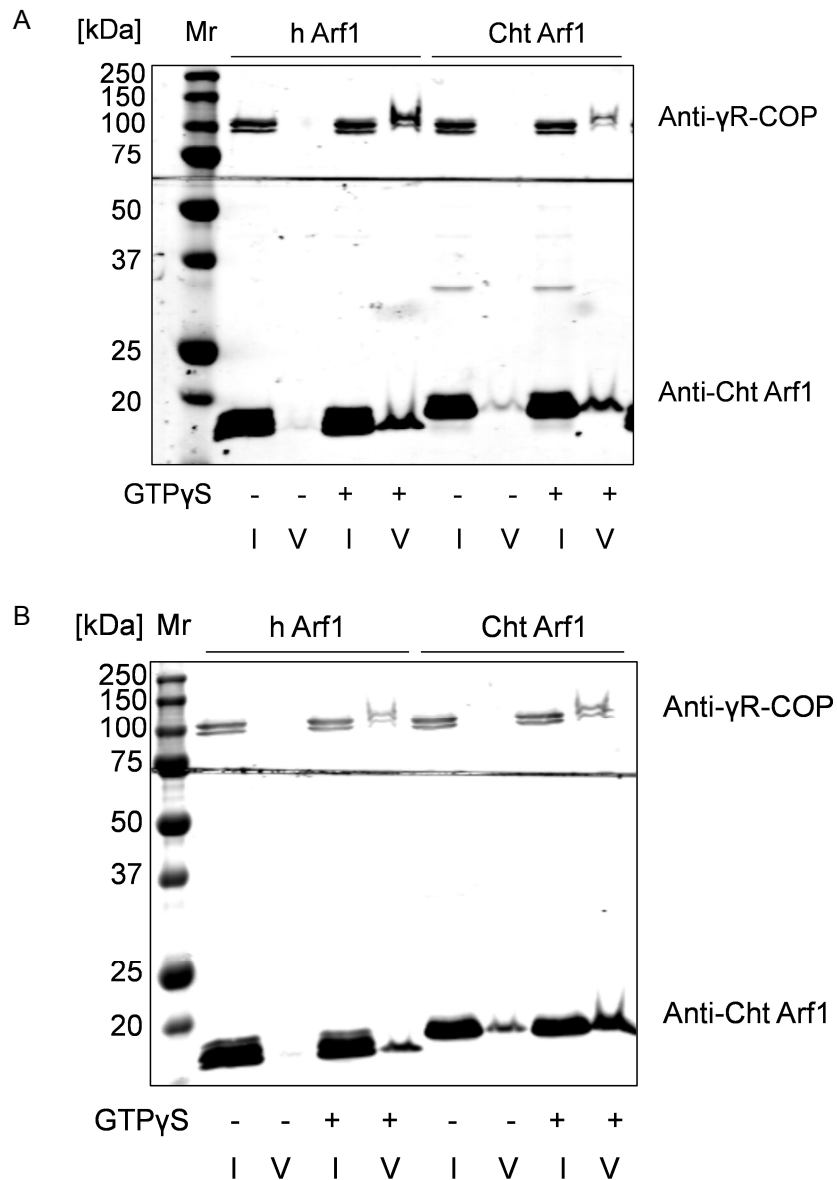 A
[kDa] Mr h Arf1 Cht Arf1
250
150
100 Anti-γR-COP
75
50
37
25
20 Anti-Cht Arf1
GTPγS - - + + - - + +
I V I V I V I V
B
[kDa] Mr h Arf1 Cht Arf1
250
150 Anti-γR-COP
100
75
50
37
25
20 Anti-Cht Arf1
GTPγS - - + + - - + +
I V I V I V I V